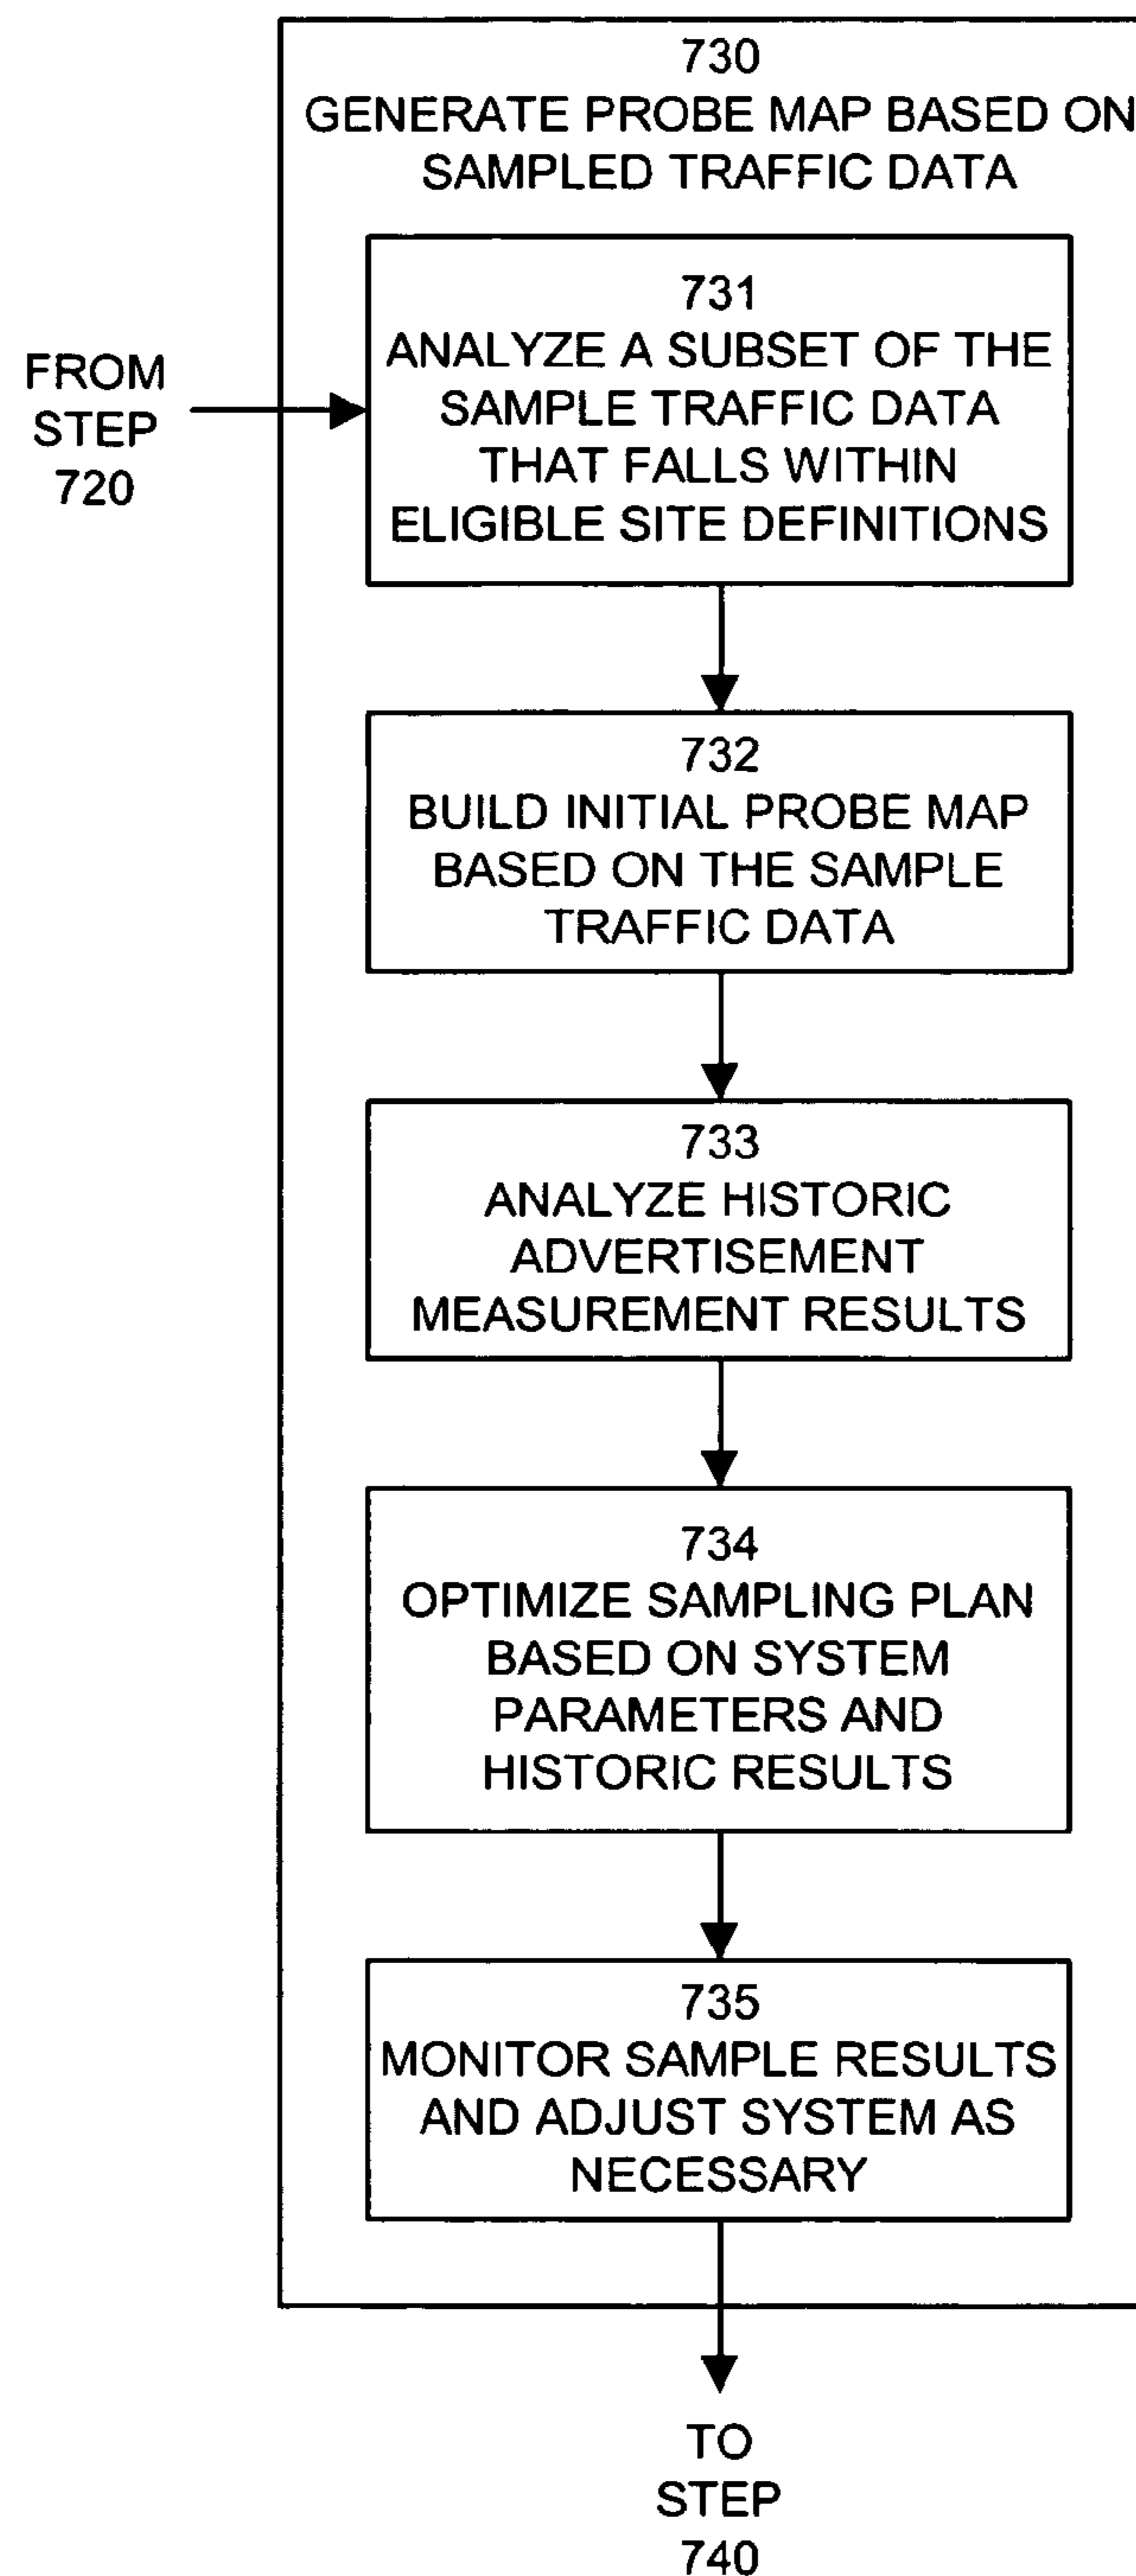 730
GENERATE PROBE MAP BASED ON
SAMPLED TRAFFIC DATA
FROM
STEP
720
731
ANALYZE A SUBSET OF THE
SAMPLE TRAFFIC DATA
THAT FALLS WITHIN
ELIGIBLE SITE DEFINITIONS
732
BUILD INITIAL PROBE MAP
BASED ON THE SAMPLE
TRAFFIC DATA
733
ANALYZE HISTORIC
ADVERTISEMENT
MEASUREMENT RESULTS
734
OPTIMIZE SAMPLING PLAN
BASED ON SYSTEM
PARAMETERS AND
HISTORIC RESULTS
735
MONITOR SAMPLE RESULTS
AND ADJUST SYSTEM AS
NECESSARY
TO
STEP
740